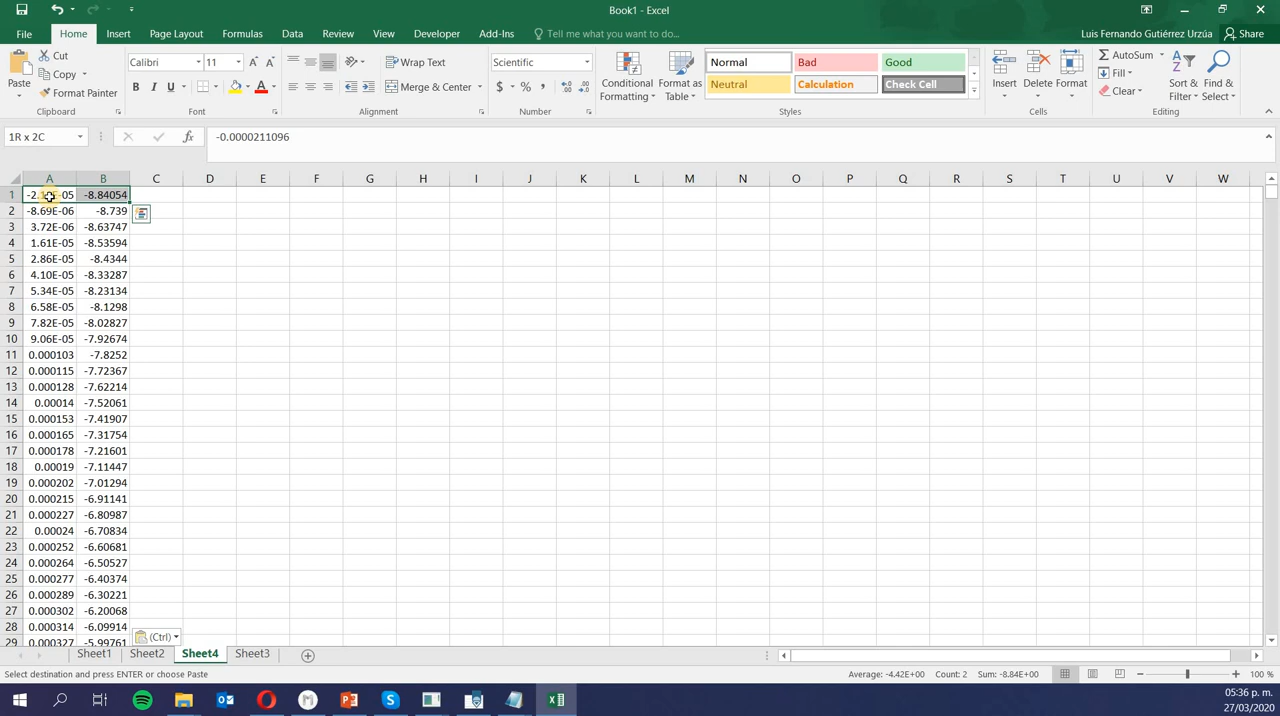 Book1 - Excel
File Home Insert Page Layout Formulas Data Review View Developer Add-Ins Tell me what you want to do... Luis Fernando Gutiérrez Urzúa Share
Paste Cut Copy Format Painter Clipboard
Calibri 11 A A B I U A Font
Wrap Text Merge & Center Alignment
Scientific $ % , Number
Conditional Formatting Format as Table
Normal Bad Good
Neutral Calculation Check Cell
Styles
Insert Delete Format Cells
AutoSum Fill Clear Sort & Filter Find & Select Editing
1R x 2C fx -0.0000211096
A B C D E F G H I J K L M N O P Q R S T U V W
1 -8.84054
2 -8.69E-06 -8.739
3 3.72E-06 -8.63747
4 1.61E-05 -8.53594
5 2.86E-05 -8.4344
6 4.10E-05 -8.33287
7 5.34E-05 -8.23134
8 6.58E-05 -8.1298
9 7.82E-05 -8.02827
10 9.06E-05 -7.92674
11 0.000103 -7.8252
12 0.000115 -7.72367
13 0.000128 -7.62214
14 0.00014 -7.52061
15 0.000153 -7.41907
16 0.000165 -7.31754
17 0.000178 -7.21601
18 0.00019 -7.11447
19 0.000202 -7.01294
20 0.000215 -6.91141
21 0.000227 -6.80987
22 0.00024 -6.70834
23 0.000252 -6.60681
24 0.000264 -6.50527
25 0.000277 -6.40374
26 0.000289 -6.30221
27 0.000302 -6.20068
28 0.000314 -6.09914
29 0.000327 -5.99761
(Ctrl)
Sheet1 Sheet2 Sheet4 Sheet3
Select destination and press ENTER or choose Paste Average: -4.42E+00 Count: 2 Sum: -8.84E+00 100 %
05:36 p. m.
27/03/2020